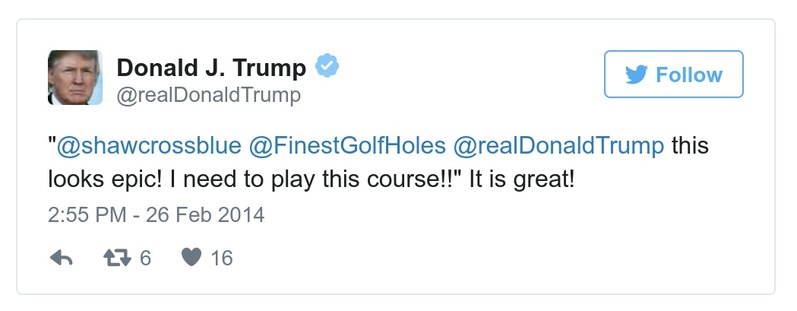 Donald J. Trump
@realDonaldTrump
Follow
"@shawcrossblue @FinestGolfHoles @realDonaldTrump this
looks epic! I need to play this course!!" It is great!
2:55 PM - 26 Feb 2014
6 16